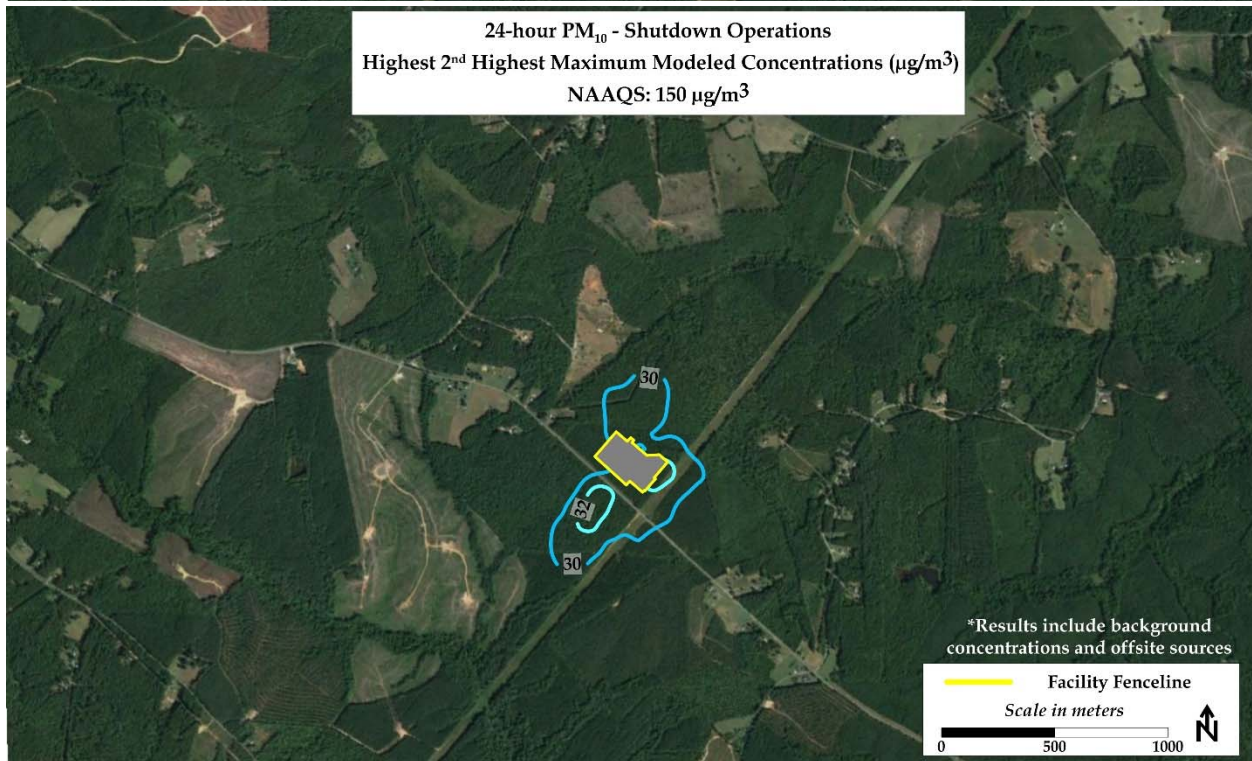 24-hour PM₁₀ - Shutdown Operations
Highest 2ⁿᵈ Highest Maximum Modeled Concentrations (µg/m³)
NAAQS: 150 µg/m³
30
32
30
*Results include background
concentrations and offsite sources
Facility Fenceline
Scale in meters
N
0 500 1000